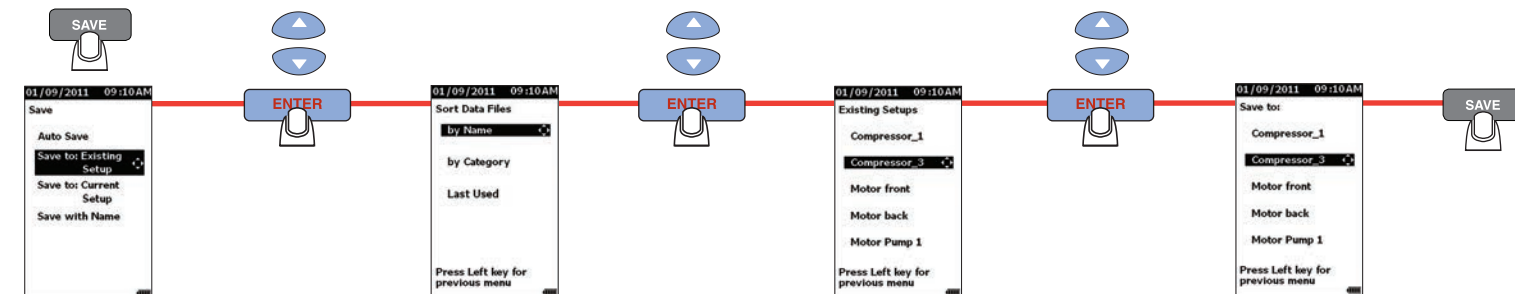 SAVE
01/09/2011 09:10AM
Save
Auto Save
Save to: Existing
Setup
Save to: Current
Setup
Save with Name
ENTER
01/09/2011 09:10AM
Sort Data Files
by Name
by Category
Last Used
Press Left key for
previous menu
ENTER
01/09/2011 09:10AM
Existing Setups
Compressor_1
Compressor_3
Motor front
Motor back
Motor Pump 1
Press Left key for
previous menu
ENTER
01/09/2011 09:10AM
Save to:
Compressor_1
Compressor_3
Motor front
Motor back
Motor Pump 1
Press Left key for
previous menu
SAVE